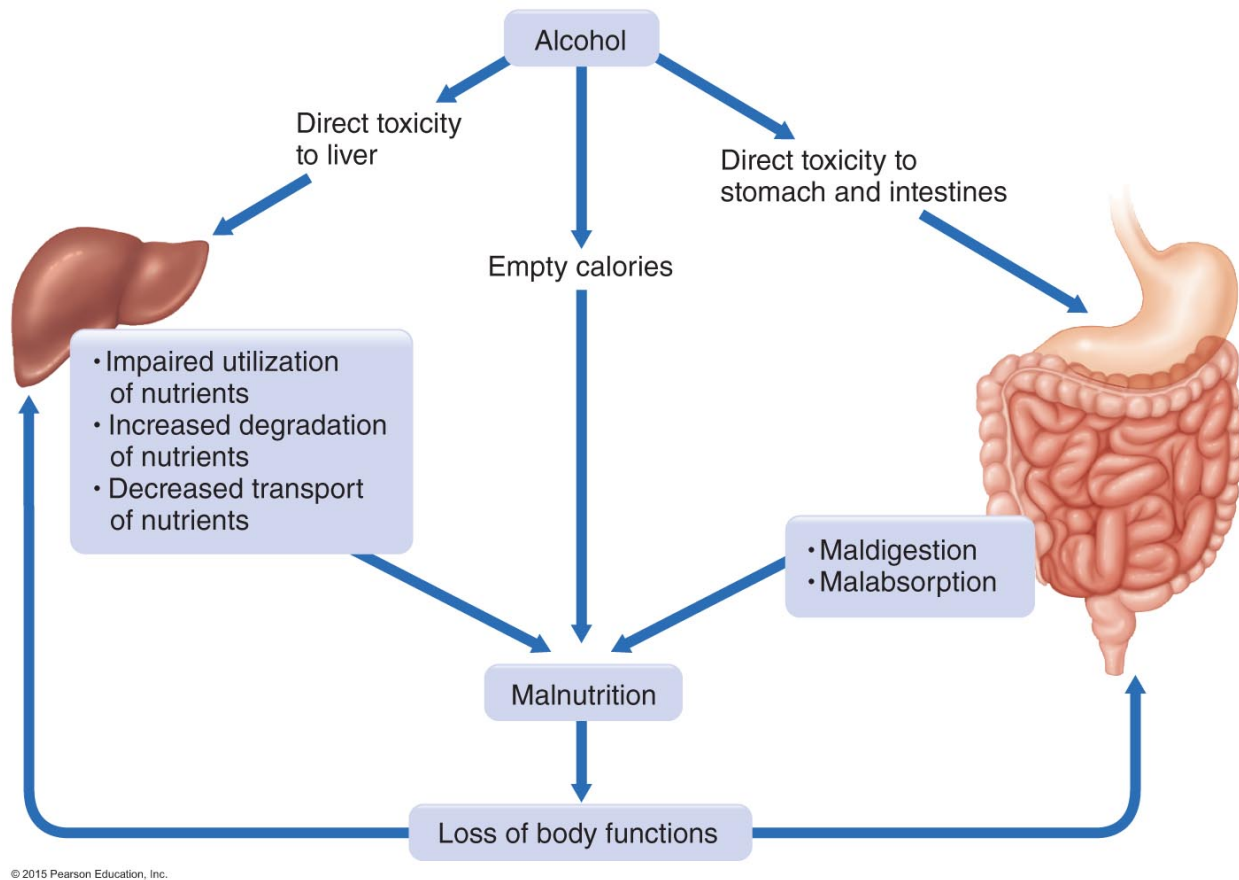 Alcohol
Direct toxicity
to liver
Direct toxicity to
stomach and intestines
Empty calories
• Impaired utilization
of nutrients
• Increased degradation
of nutrients
• Decreased transport
of nutrients
• Maldigestion
• Malabsorption
Malnutrition
Loss of body functions
© 2015 Pearson Education, Inc.